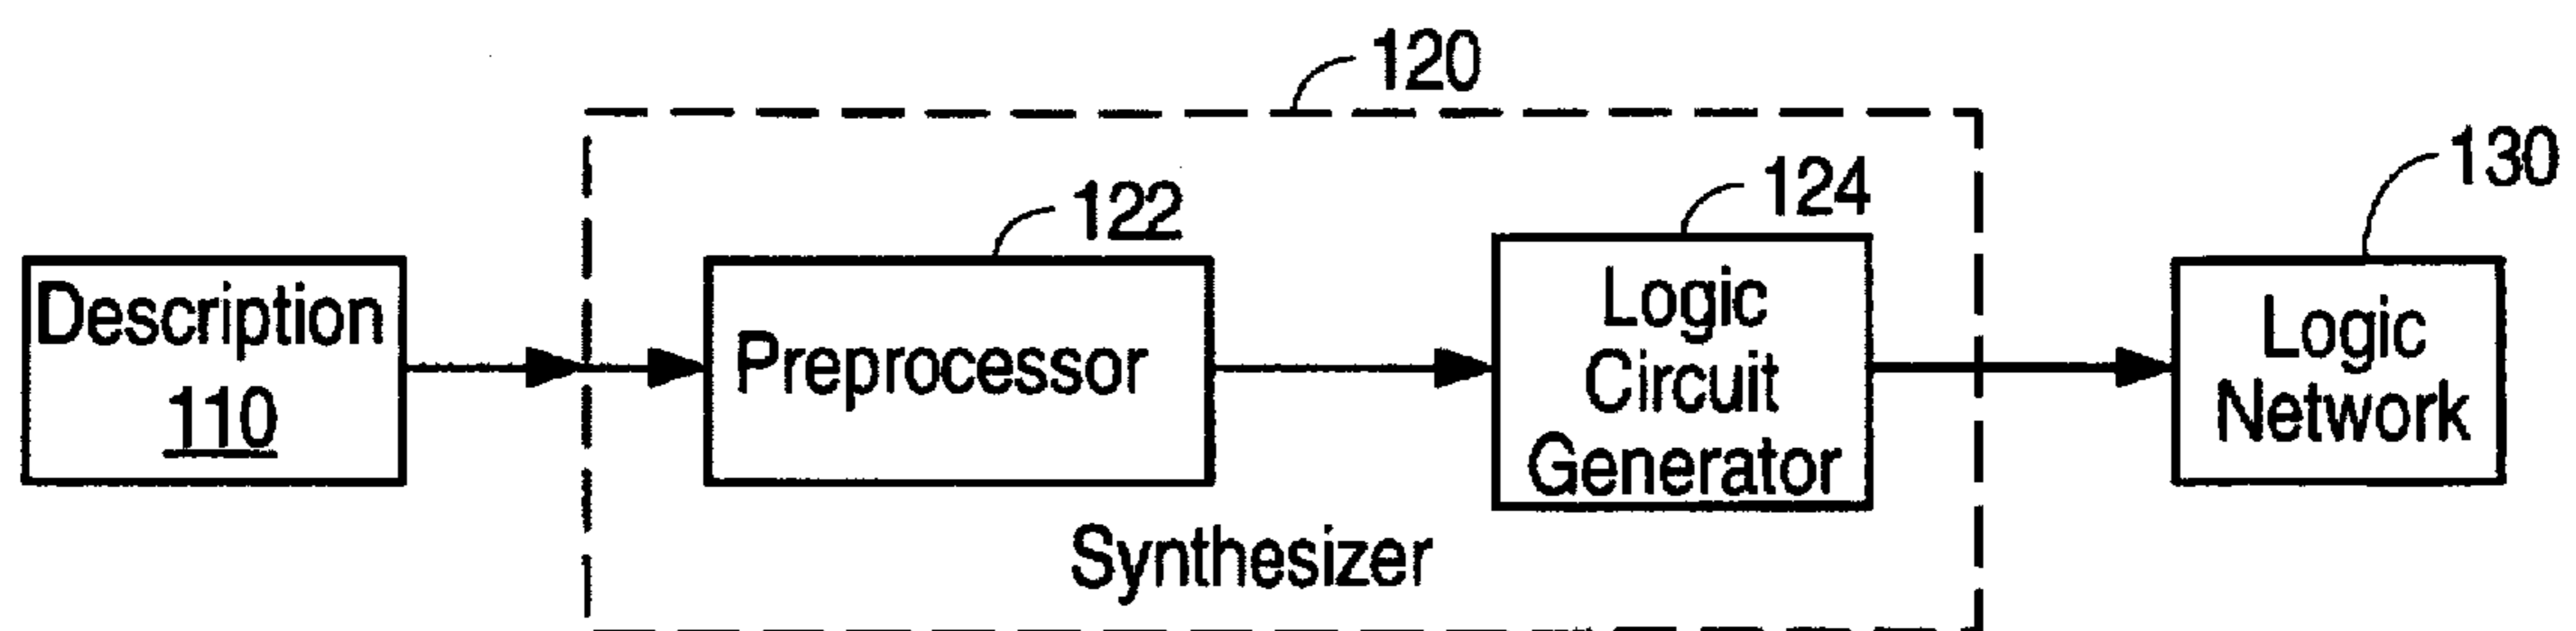 120
130
122
124
Description
110
Preprocessor
Logic
Circuit
Generator
Logic
Network
Synthesizer